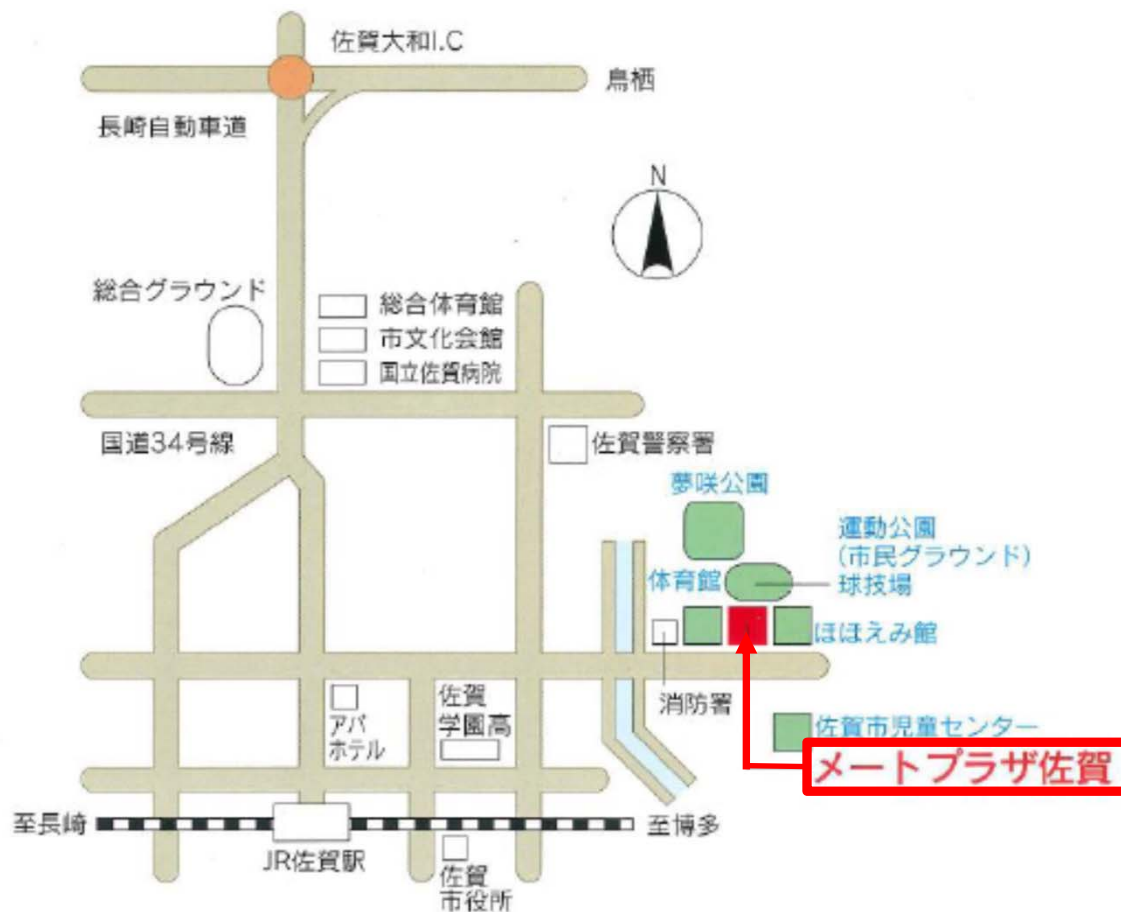 佐賀大和I.C
鳥栖
長崎自動車道
N
総合グラウンド
総合体育館
市文化会館
国立佐賀病院
国道34号線
佐賀警察署
夢咲公園
運動公園
(市民グラウンド)
球技場
体育館
ほほえみ館
消防署
佐賀市児童センター
メートプラザ佐賀
アパ
ホテル
佐賀
学園高
至長崎
JR佐賀駅
至博多
佐賀
市役所